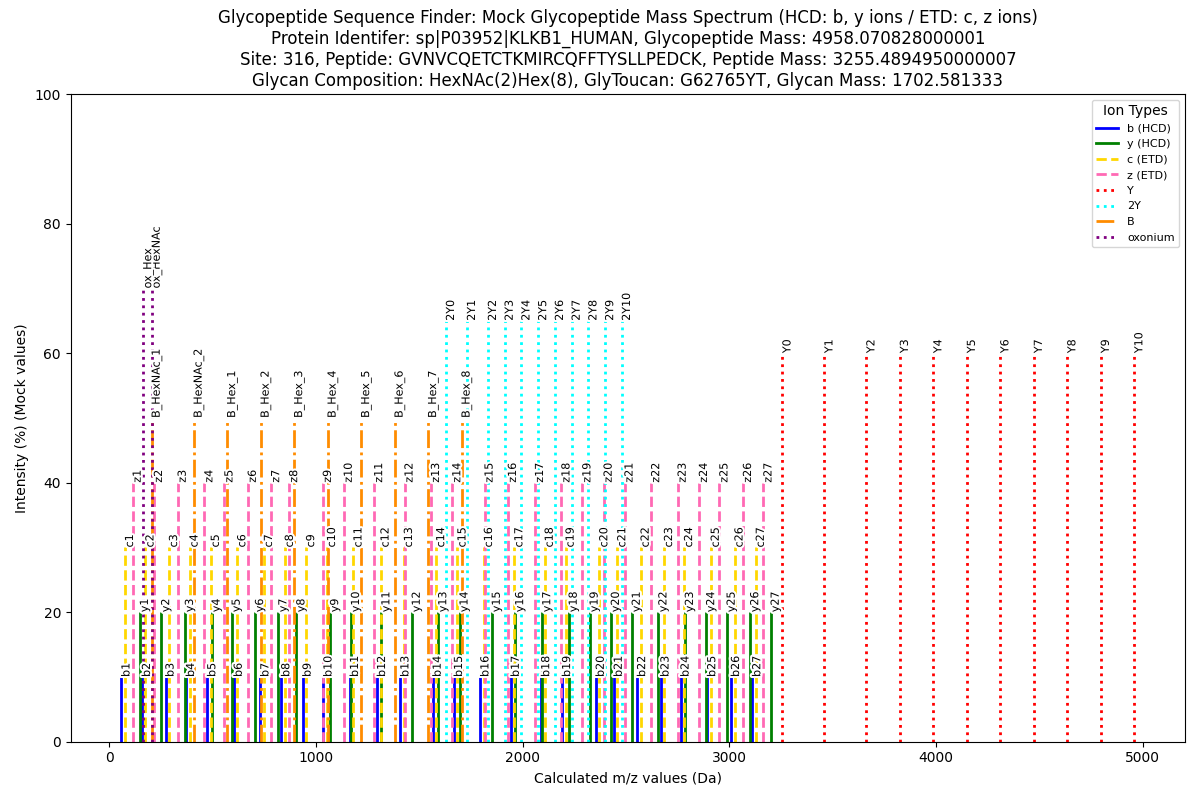 Glycopeptide Sequence Finder: Mock Glycopeptide Mass Spectrum (HCD: b, y ions / ETD: c, z ions)
Protein Identifer: sp|P03952|KLKB1_HUMAN, Glycopeptide Mass: 4958.070828000001
Site: 316, Peptide: GVNVCQETCTKMIRCQFFTYSLLPEDCK, Peptide Mass: 3255.4894950000007
Glycan Composition: HexNAc(2)Hex(8), GlyToucan: G62765YT, Glycan Mass: 1702.581333
Intensity (%) (Mock values)
100
80
60
40
20
0
Ion Types
b (HCD)
y (HCD)
c (ETD)
z (ETD)
Y
2Y
B
oxonium
ox_Hex
ox_HexNAc
2Y0 2Y1 2Y2 2Y3 2Y4 2Y5 2Y6 2Y7 2Y8 2Y9 2Y10
Y0 Y1 Y2 Y3 Y4 Y5 Y6 Y7 Y8 Y9 Y10
B_HexNAc_1 B_HexNAc_2 B_Hex_1 B_Hex_2 B_Hex_3 B_Hex_4 B_Hex_5 B_Hex_6 B_Hex_7 B_Hex_8
z1 z2 z3 z4 z5 z6 z7 z8 z9 z10 z11 z12 z13 z14 z15 z16 z17 z18 z19 z20 z21 z22 z23 z24 z25 z26 z27
c1 c2 c3 c4 c5 c6 c7 c8 c9 c10 c11 c12 c13 c14 c15 c16 c17 c18 c19 c20 c21 c22 c23 c24 c25 c26 c27
y1 y2 y3 y4 y5 y6 y7 y8 y9 y10 y11 y12 y13 y14 y15 y16 y17 y18 y19 y20 y21 y22 y23 y24 y25 y26 y27
b1 b2 b3 b4 b5 b6 b7 b8 b9 b10 b11 b12 b13 b14 b15 b16 b17 b18 b19 b20 b21 b22 b23 b24 b25 b26 b27
0 1000 2000 3000 4000 5000
Calculated m/z values (Da)